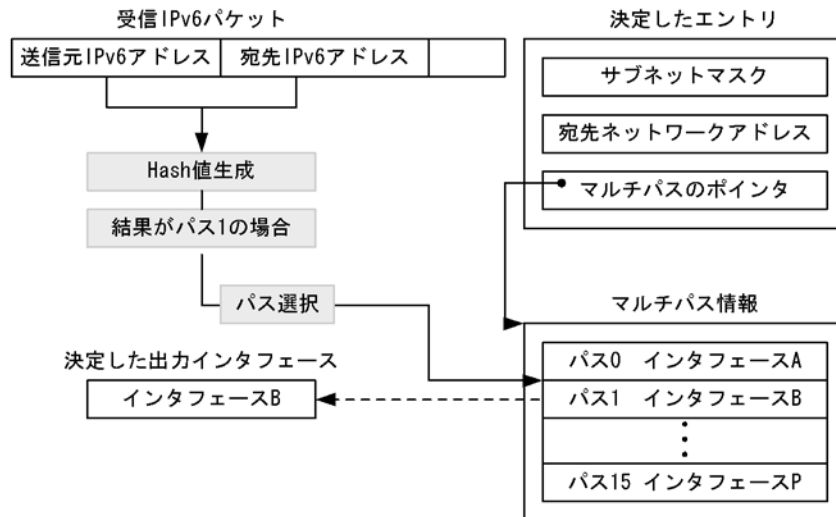 受信IPv6パケット
送信元IPv6アドレス 宛先IPv6アドレス
Hash値生成
結果がパス1の場合
パス選択
決定した出力インタフェース
インタフェースB
決定したエントリ
サブネットマスク
宛先ネットワークアドレス
マルチパスのポインタ
マルチパス情報
パス0 インタフェースA
パス1 インタフェースB
パス15 インタフェースP